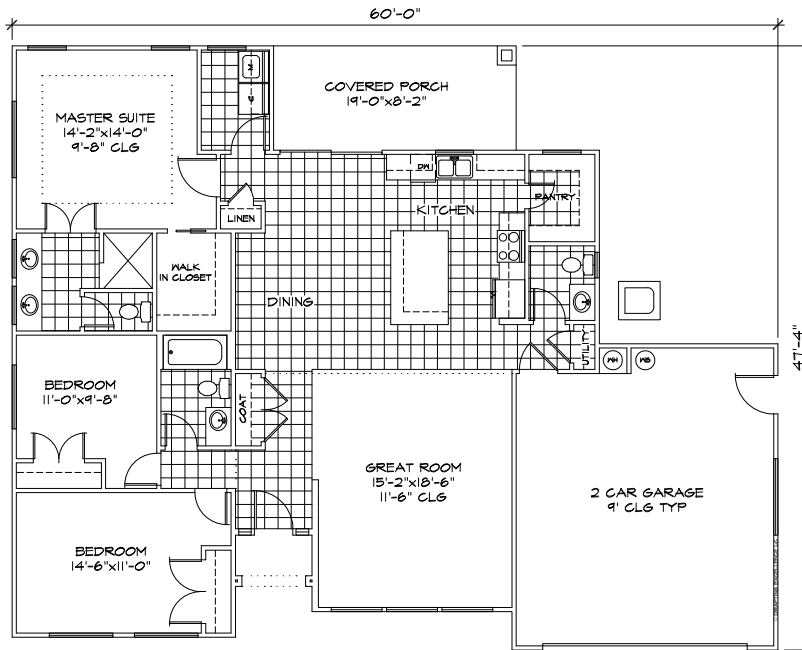 60'-0"
COVERED PORCH
19'-0"x8'-2"
MASTER SUITE
14'-2"x14'-0"
9'-8" CLG
W
D
DW
LINEN
KITCHEN
PANTRY
WALK
IN CLOSET
DINING
47'-4"
UTILITY
WH
WS
BEDROOM
11'-0"x9'-8"
COAT
GREAT ROOM
15'-2"x18'-6"
11'-6" CLG
2 CAR GARAGE
9' CLG TYP
BEDROOM
14'-6"x11'-0"